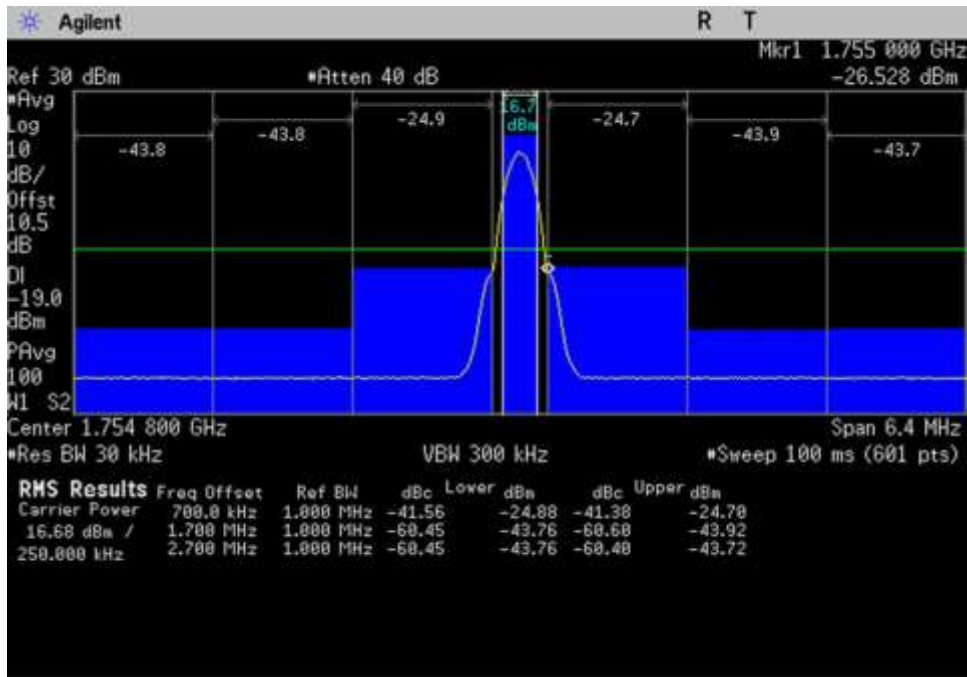 Agilent R T
Mkr1 1.755 000 GHz
Ref 30 dBm #Atten 40 dB -26.528 dBm
#Avg
Log
10
dB/
Offst
10.5
dB
DI
-19.0
dBm
PAvg
100
W1 S2
-43.8 -43.8 -24.9 16.7 dBm -24.7 -43.9 -43.7
1
Center 1.754 800 GHz Span 6.4 MHz
#Res BW 30 kHz VBW 300 kHz #Sweep 100 ms (601 pts)
RMS Results Freq Offset Ref BW dBc Lower dBm dBc Upper dBm
Carrier Power 700.0 kHz 1.000 MHz -41.56 -24.88 -41.38 -24.70
16.68 dBm / 1.700 MHz 1.000 MHz -60.45 -43.76 -60.60 -43.92
250.000 kHz 2.700 MHz 1.000 MHz -60.45 -43.76 -60.40 -43.72